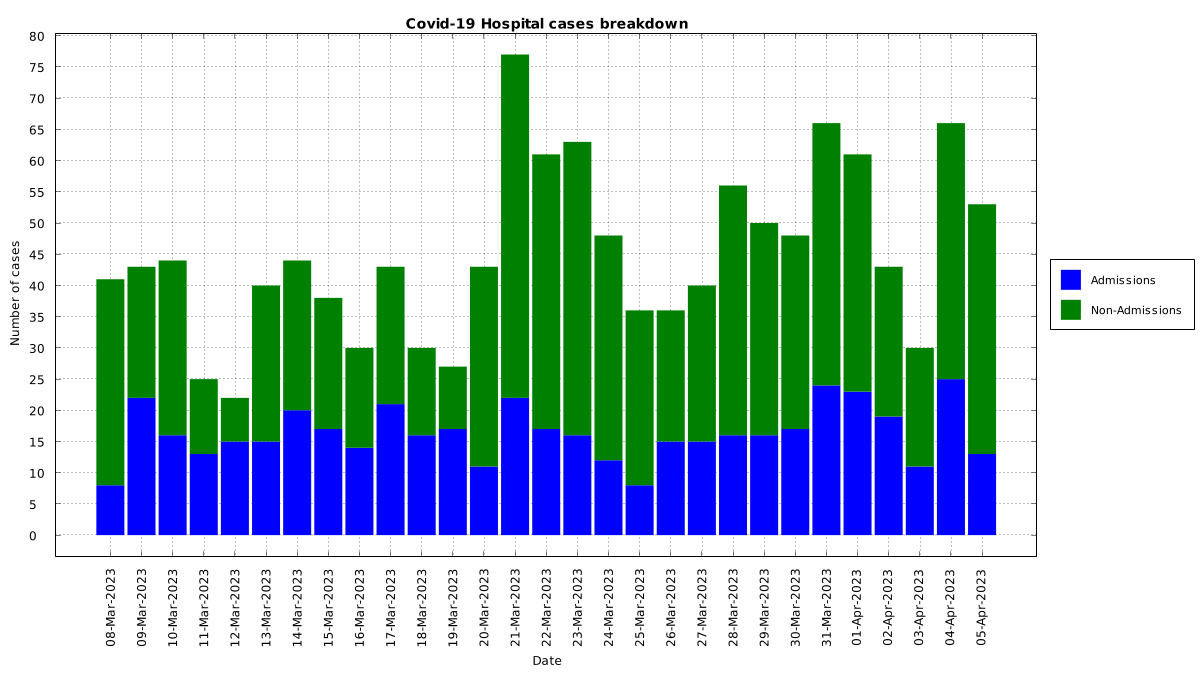 Covid-19 Hospital cases breakdown
80
75
70
65
60
55
50
45
40
35
30
25
20
15
10
5
0
Number of cases
08-Mar-2023
09-Mar-2023
10-Mar-2023
11-Mar-2023
12-Mar-2023
13-Mar-2023
14-Mar-2023
15-Mar-2023
16-Mar-2023
17-Mar-2023
18-Mar-2023
19-Mar-2023
20-Mar-2023
21-Mar-2023
22-Mar-2023
23-Mar-2023
24-Mar-2023
25-Mar-2023
26-Mar-2023
27-Mar-2023
28-Mar-2023
29-Mar-2023
30-Mar-2023
31-Mar-2023
01-Apr-2023
02-Apr-2023
03-Apr-2023
04-Apr-2023
05-Apr-2023
Date
Admissions
Non-Admissions